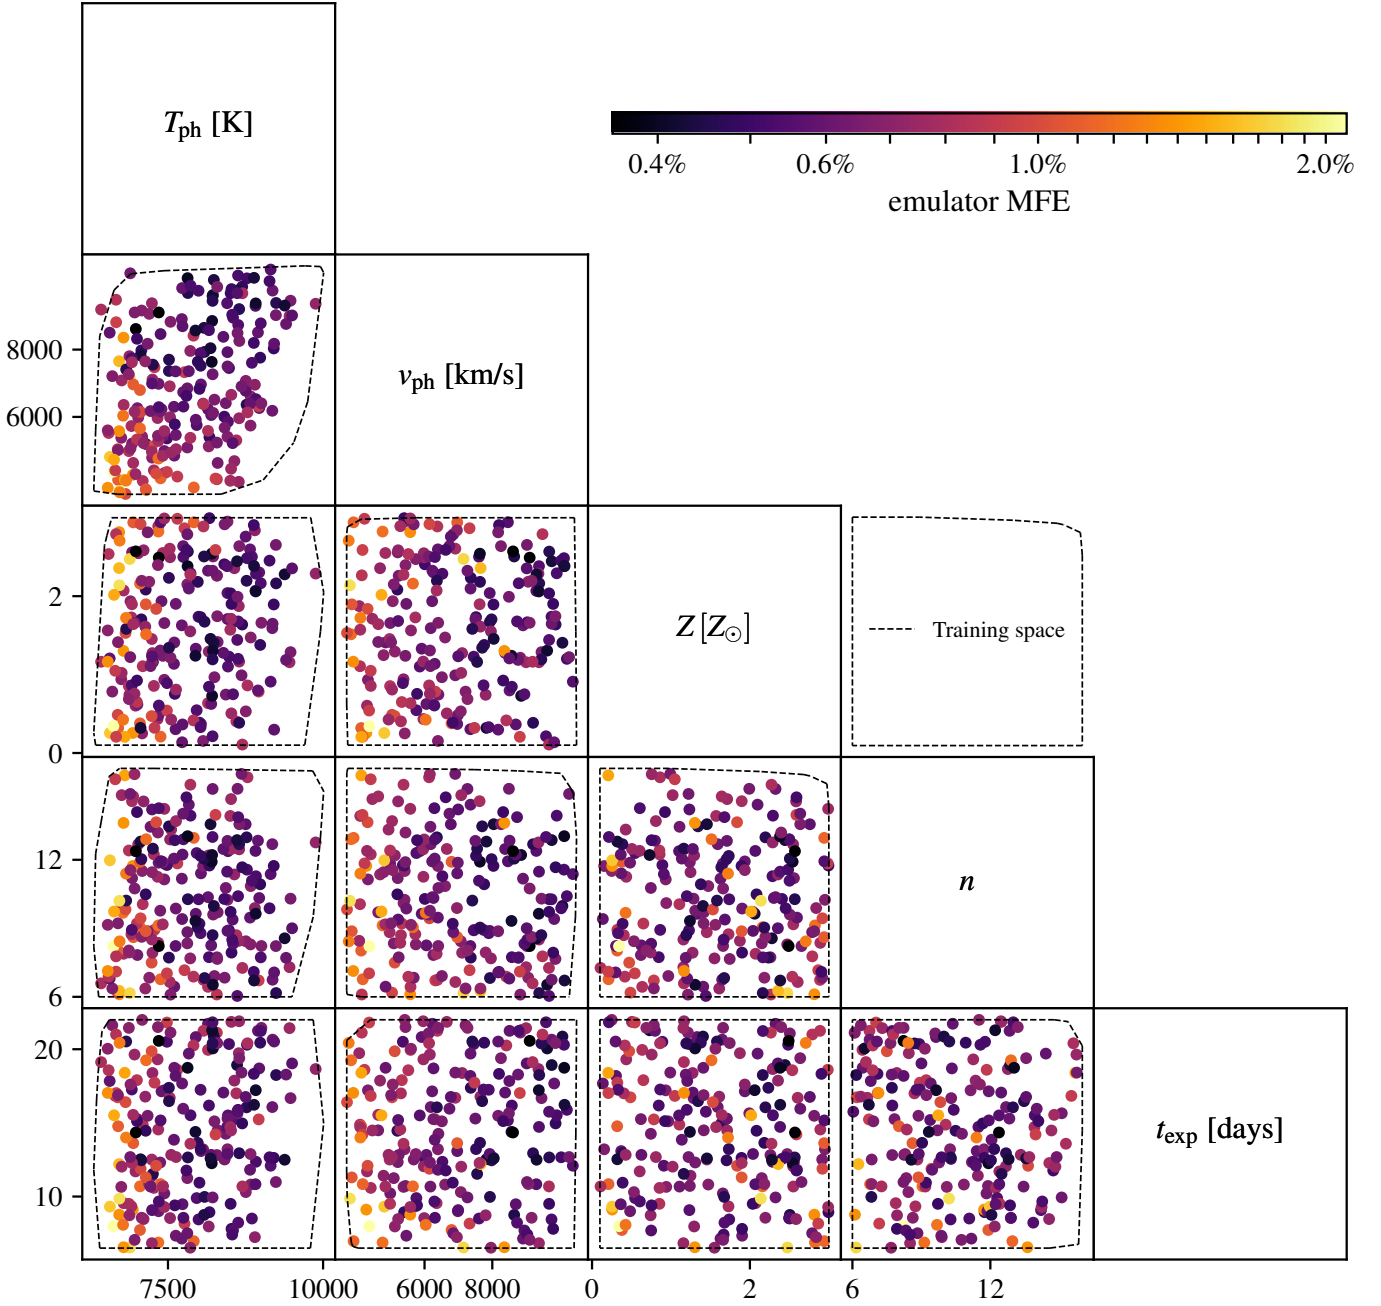 T_ph [K]
0.4% 0.6% 1.0% 2.0%
emulator MFE
8000
6000
v_ph [km/s]
2
0
Z [Z_⊙]
Training space
12
6
n
20
10
t_exp [days]
7500 10000 6000 8000 0 2 6 12